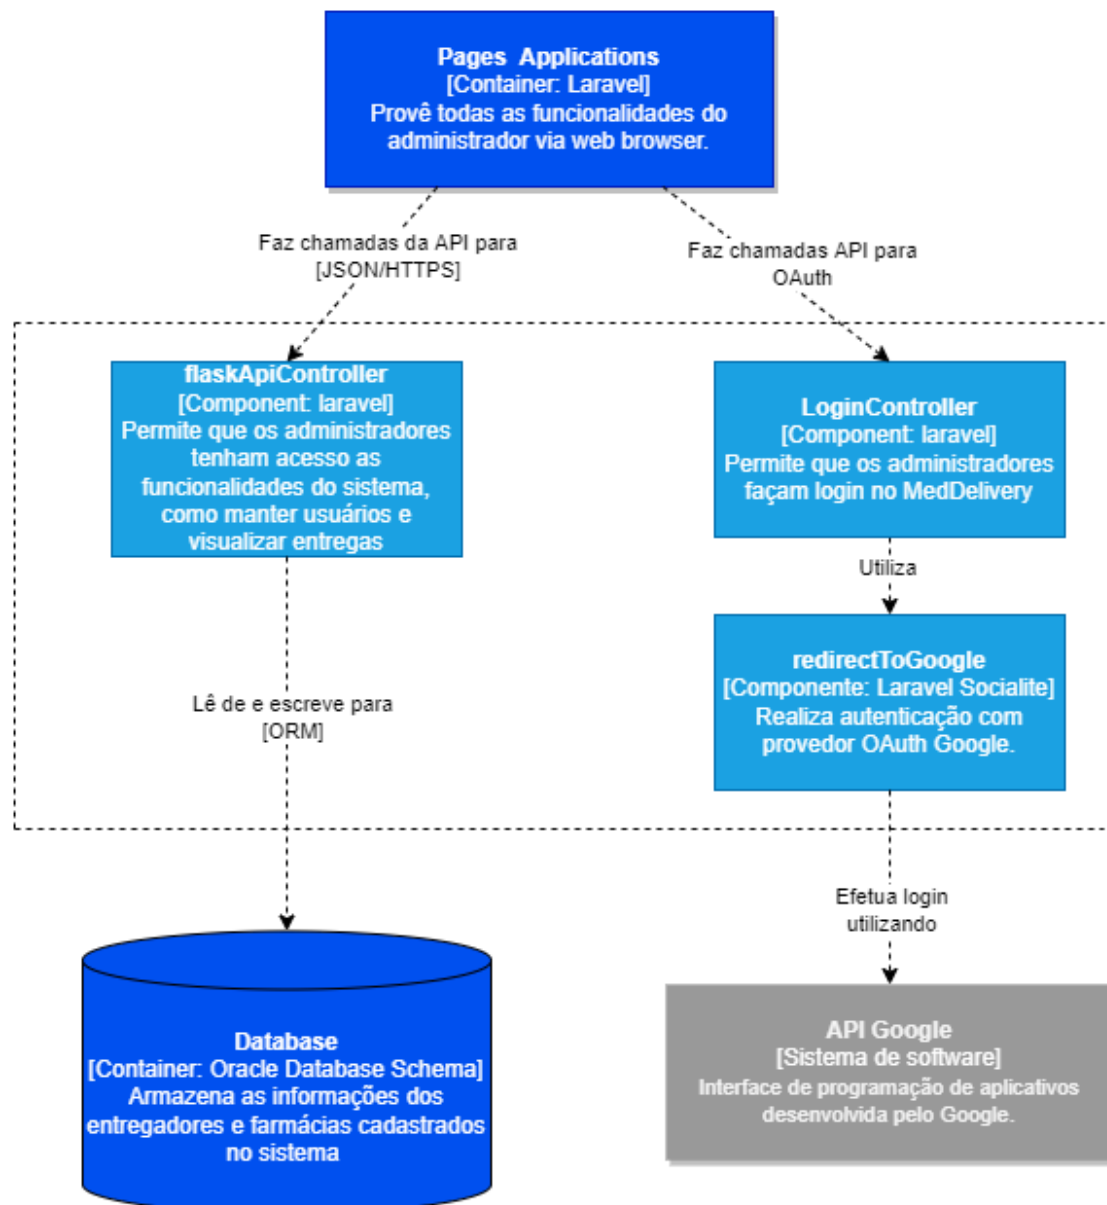 Pages Applications
[Container: Laravel]
Provê todas as funcionalidades do
administrador via web browser.
Faz chamadas da API para
[JSON/HTTPS]
Faz chamadas API para
OAuth
flaskApiController
[Component: laravel]
Permite que os administradores
tenham acesso as
funcionalidades do sistema,
como manter usuários e
visualizar entregas
LoginController
[Component: laravel]
Permite que os administradores
façam login no MedDelivery
Utiliza
redirectToGoogle
[Componente: Laravel Socialite]
Realiza autenticação com
provedor OAuth Google.
Lê de e escreve para
[ORM]
Efetua login
utilizando
Database
[Container: Oracle Database Schema]
Armazena as informações dos
entregadores e farmácias cadastrados
no sistema
API Google
[Sistema de software]
Interface de programação de aplicativos
desenvolvida pelo Google.